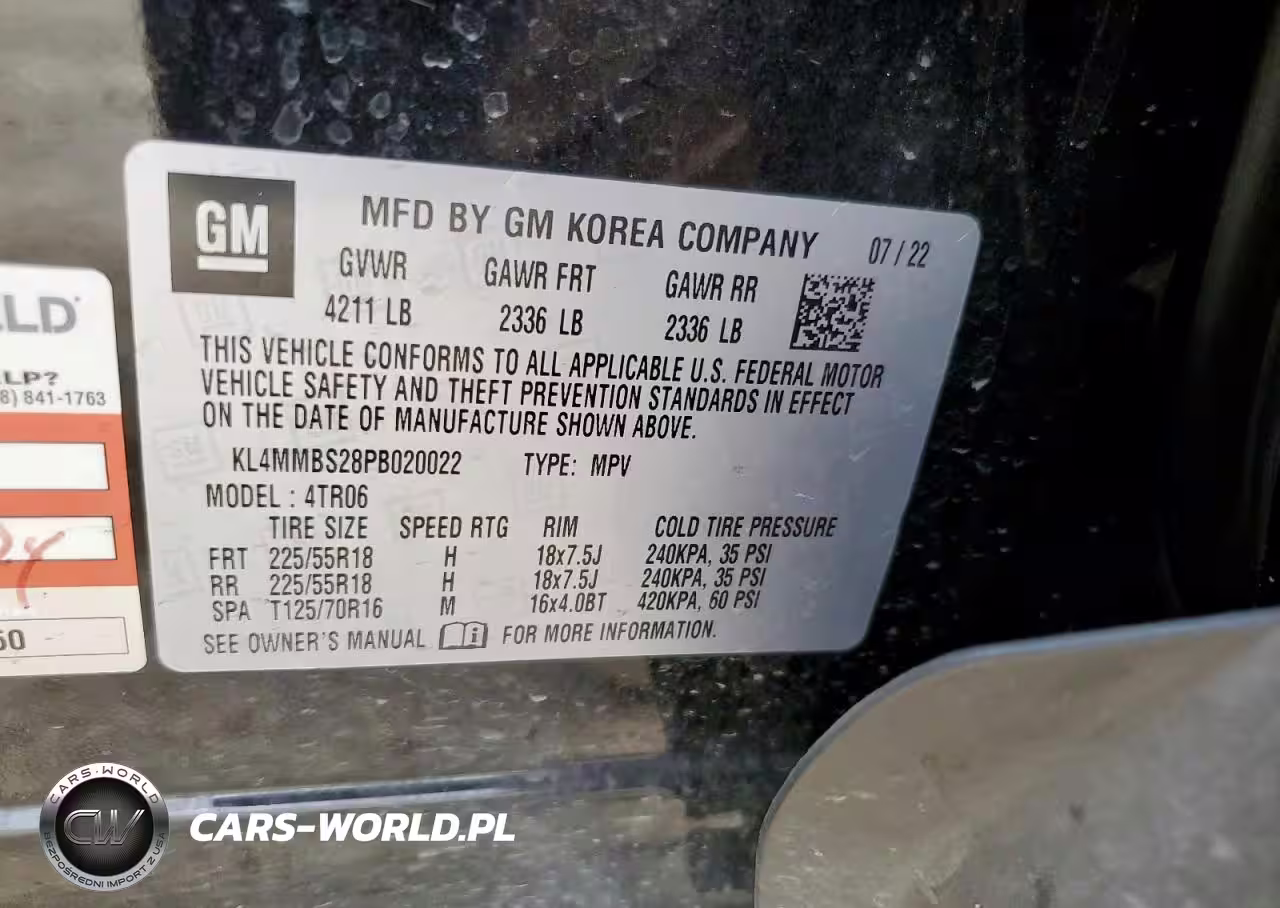 GM
MFD BY GM KOREA COMPANY 07 / 22
GVWR GAWR FRT GAWR RR
4211 LB 2336 LB 2336 LB
THIS VEHICLE CONFORMS TO ALL APPLICABLE U.S. FEDERAL MOTOR
VEHICLE SAFETY AND THEFT PREVENTION STANDARDS IN EFFECT
ON THE DATE OF MANUFACTURE SHOWN ABOVE.
KL4MMBS28PB020022 TYPE: MPV
MODEL : 4TR06
TIRE SIZE SPEED RTG RIM COLD TIRE PRESSURE
FRT 225/55R18 H 18x7.5J 240KPA, 35 PSI
RR 225/55R18 H 18x7.5J 240KPA, 35 PSI
SPA T125/70R16 M 16x4.0BT 420KPA, 60 PSI
SEE OWNER'S MANUAL i FOR MORE INFORMATION.
LD
LP?
8) 841-1763
50
CARS-WORLD
CW
BEZPOŚREDNI IMPORT Z USA
CARS-WORLD.PL